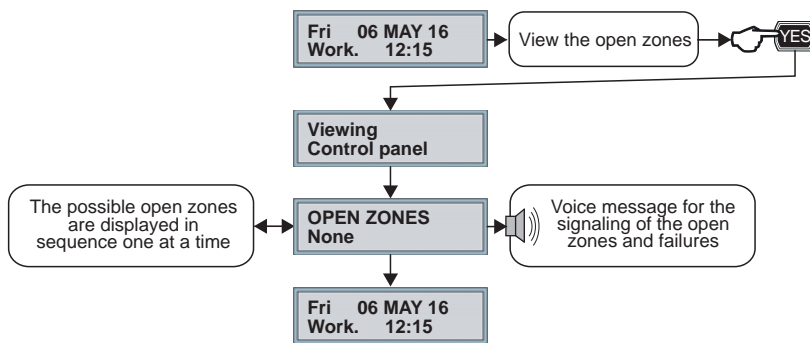 Fri 06 MAY 16
Work. 12:15
View the open zones
YES
Viewing
Control panel
The possible open zones
are displayed in
sequence one at a time
OPEN ZONES
None
Voice message for the
signaling of the open
zones and failures
Fri 06 MAY 16
Work. 12:15